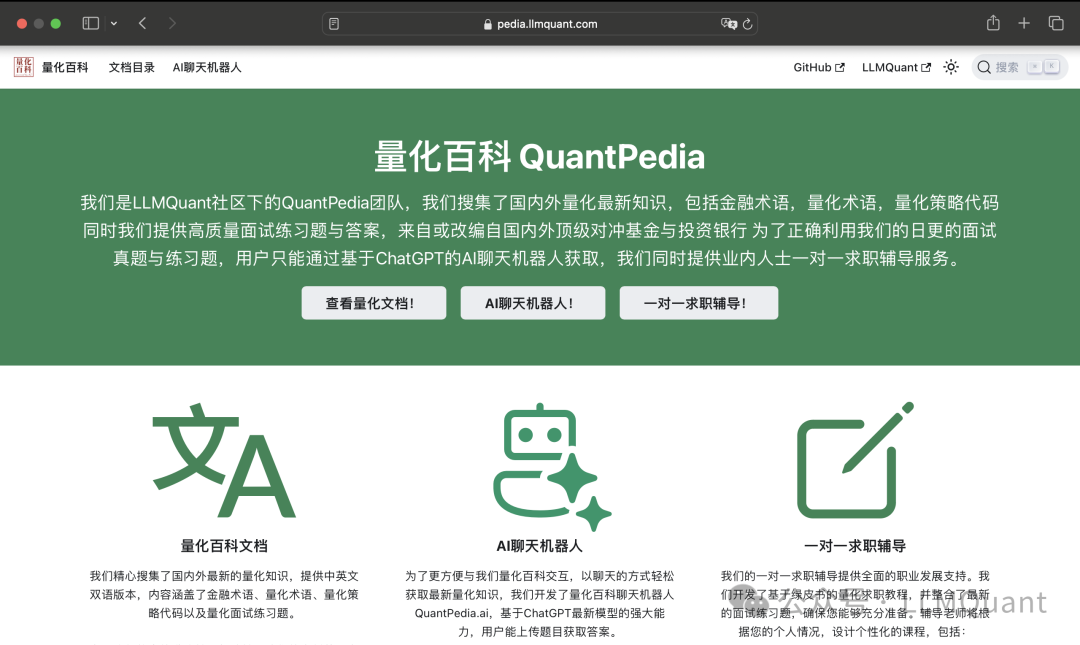 pedia.llmquant.com
量化百科
量化百科 文档目录 AI聊天机器人 GitHub LLMQuant 搜索 K
量化百科 QuantPedia
我们是LLMQuant社区下的QuantPedia团队，我们搜集了国内外量化最新知识，包括金融术语，量化术语，量化策略代码
同时我们提供高质量面试练习题与答案，来自或改编自国内外顶级对冲基金与投资银行 为了正确利用我们的日更的面试
真题与练习题，用户只能通过基于ChatGPT的AI聊天机器人获取，我们同时提供业内人士一对一求职辅导服务。
查看量化文档！ AI聊天机器人！ 一对一求职辅导！
文A
量化百科文档
我们精心搜集了国内外最新的量化知识，提供中英文
双语版本，内容涵盖了金融术语、量化术语、量化策
略代码以及量化面试练习题。
AI聊天机器人
为了更方便与我们量化百科交互，以聊天的方式轻松
获取最新量化知识，我们开发了量化百科聊天机器人
QuantPedia.ai，基于ChatGPT最新模型的强大能
力，用户能上传题目获取答案。
一对一求职辅导
我们的一对一求职辅导提供全面的职业发展支持。我
们开发了基于绿皮书的量化求职教程，并整合了最新
的面试练习题，确保您能够充分准备。辅导老师将根
据您的个人情况，设计个性化的课程，包括：
公众号 · LLMQuant